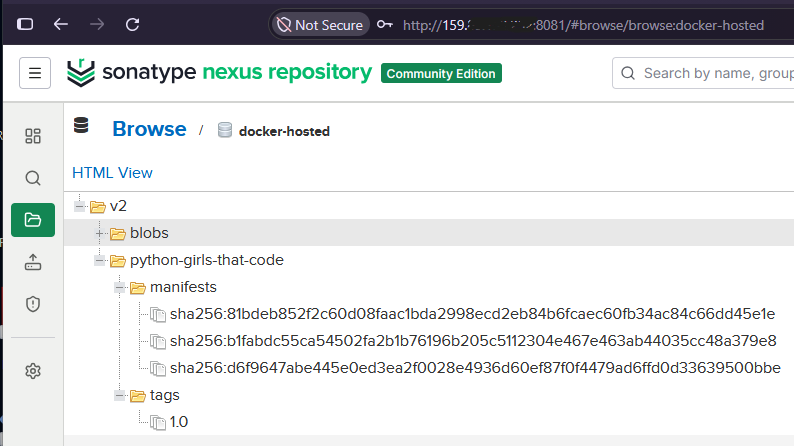 Not Secure http://159. :8081/#browse/browse:docker-hosted
sonatype nexus repository Community Edition Search by name, group
Browse / docker-hosted
HTML View
v2
blobs
python-girls-that-code
manifests
sha256:81bdeb852f2c60d08faac1bda2998ecd2eb84b6fcaec60fb34ac84c66dd45e1e
sha256:b1fabdc55ca54502fa2b1b76196b205c5112304e467e463ab44035cc48a379e8
sha256:d6f9647abe445e0ed3ea2f0028e4936d60ef87f0f4479ad6ffd0d33639500bbe
tags
1.0